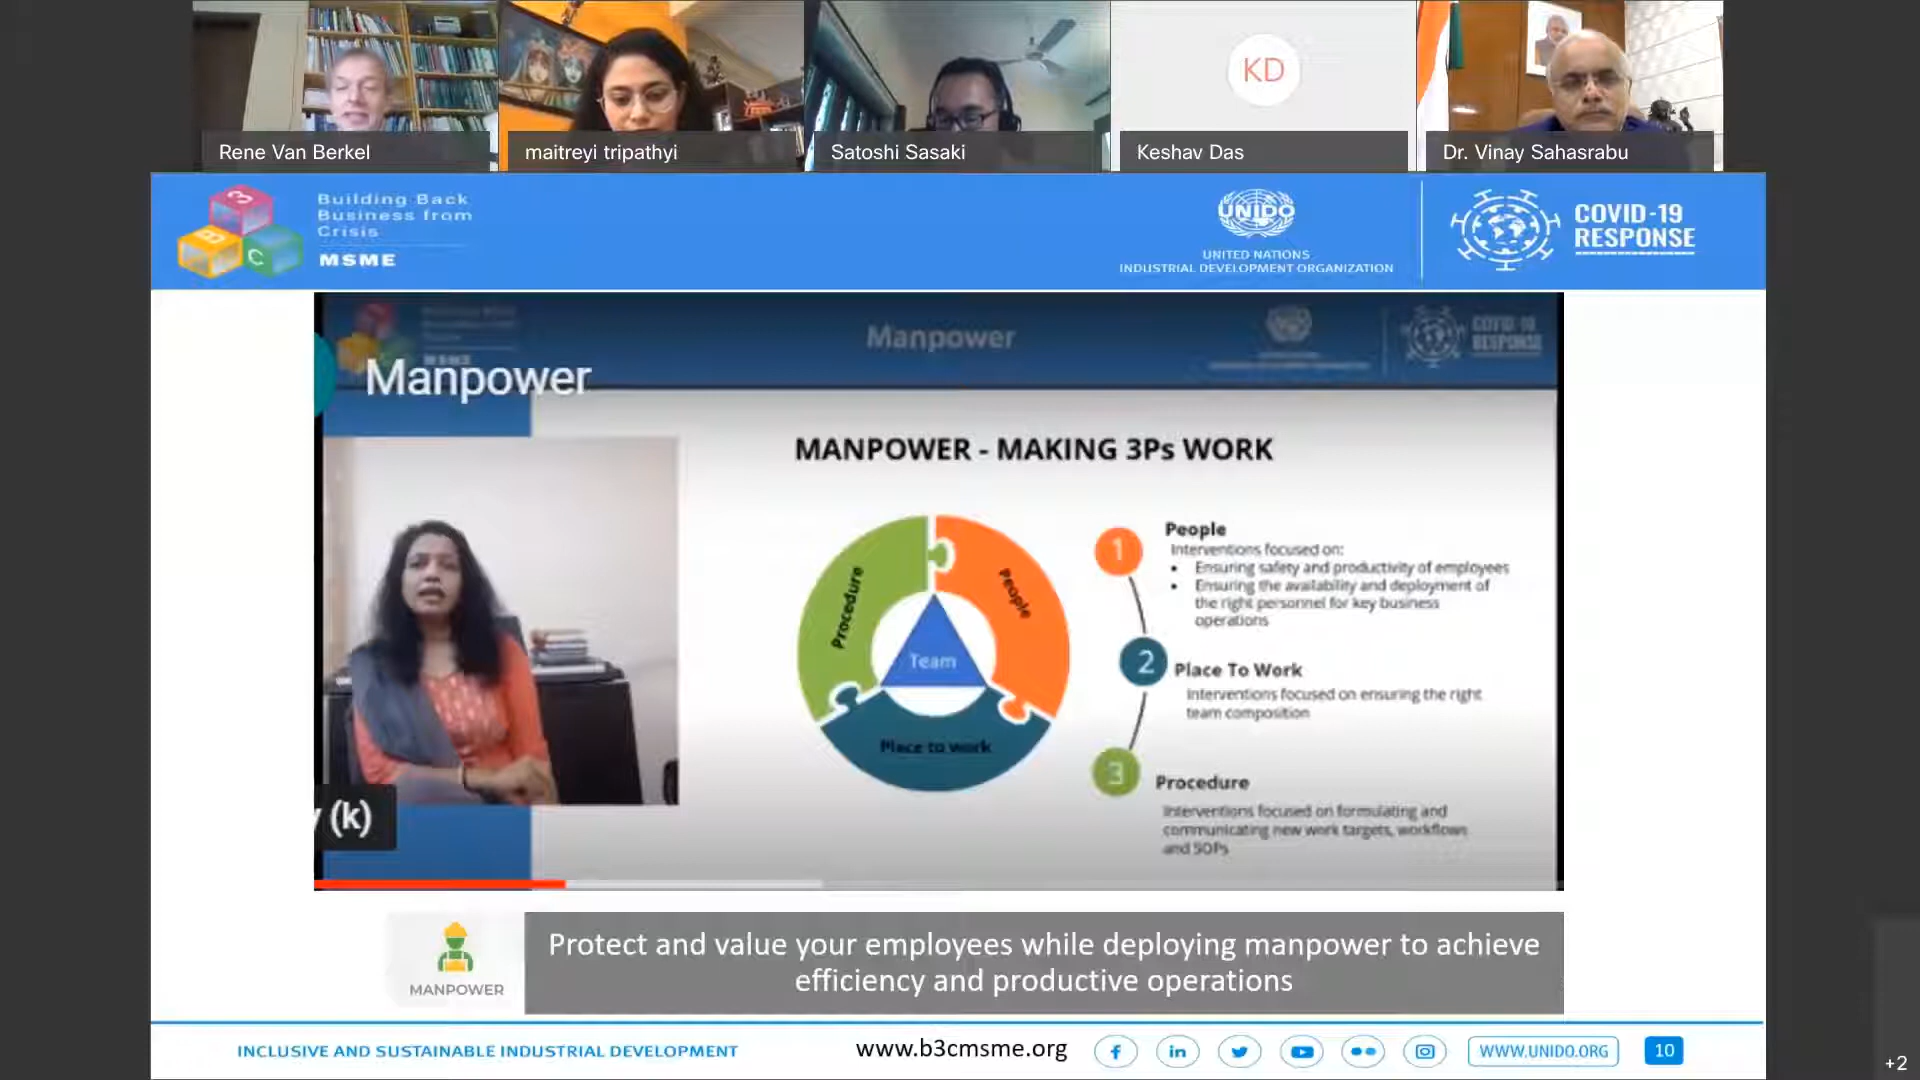 Rene Van Berkel
maitreyi tripathyi
Satoshi Sasaki
KD
Keshav Das
Dr. Vinay Sahasrabu
3
B
C
Building Back
Business from
Crisis
MSME
UNIDO
UNITED NATIONS
INDUSTRIAL DEVELOPMENT ORGANIZATION
COVID-19
RESPONSE
Manpower
COVID-19
RESPONSE
Manpower
MANPOWER - MAKING 3Ps WORK
Procedure
People
Team
Place to work
1
People
Interventions focused on:
• Ensuring safety and productivity of employees
• Ensuring the availability and deployment of
the right personnel for key business
operations
2
Place To Work
Interventions focused on ensuring the right
team composition
3
Procedure
Interventions focused on formulating and
communicating new work targets, workflows
and SOPs
(k)
MANPOWER
Protect and value your employees while deploying manpower to achieve
efficiency and productive operations
INCLUSIVE AND SUSTAINABLE INDUSTRIAL DEVELOPMENT
www.b3cmsme.org
WWW.UNIDO.ORG
10
+2